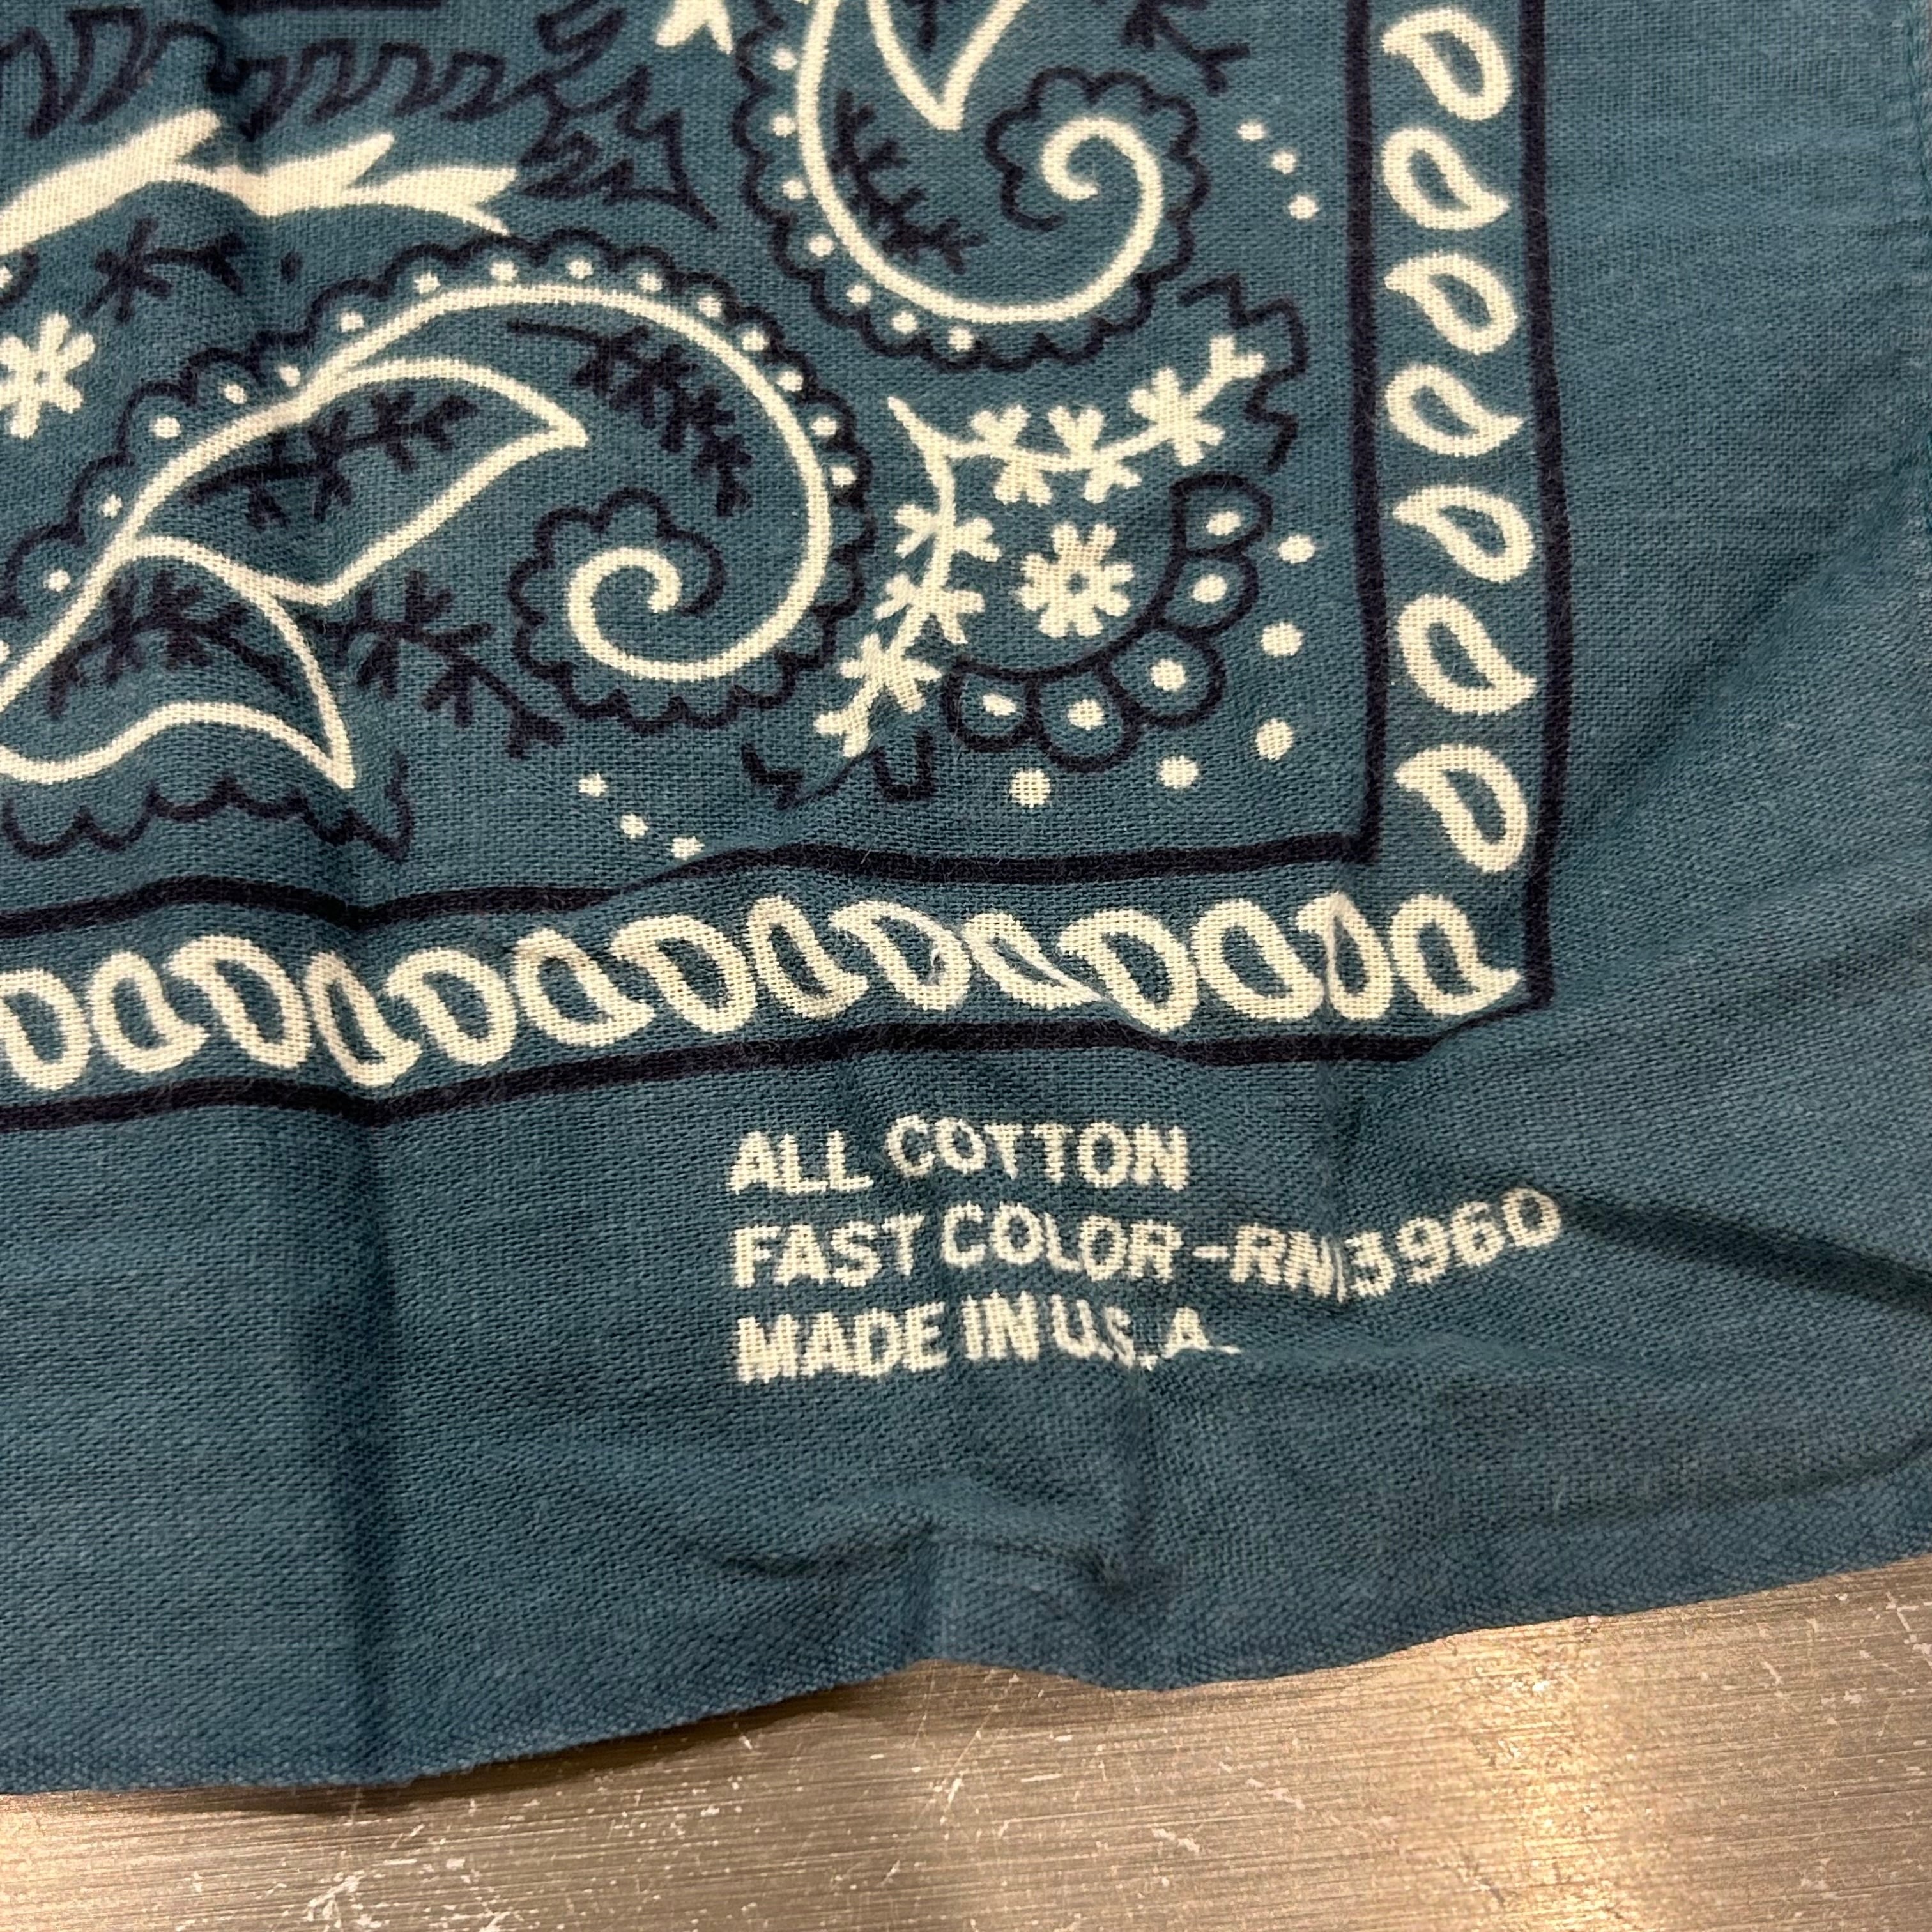 ALL COTTON
FAST COLOR-RN13960
MADE IN U.S.A.